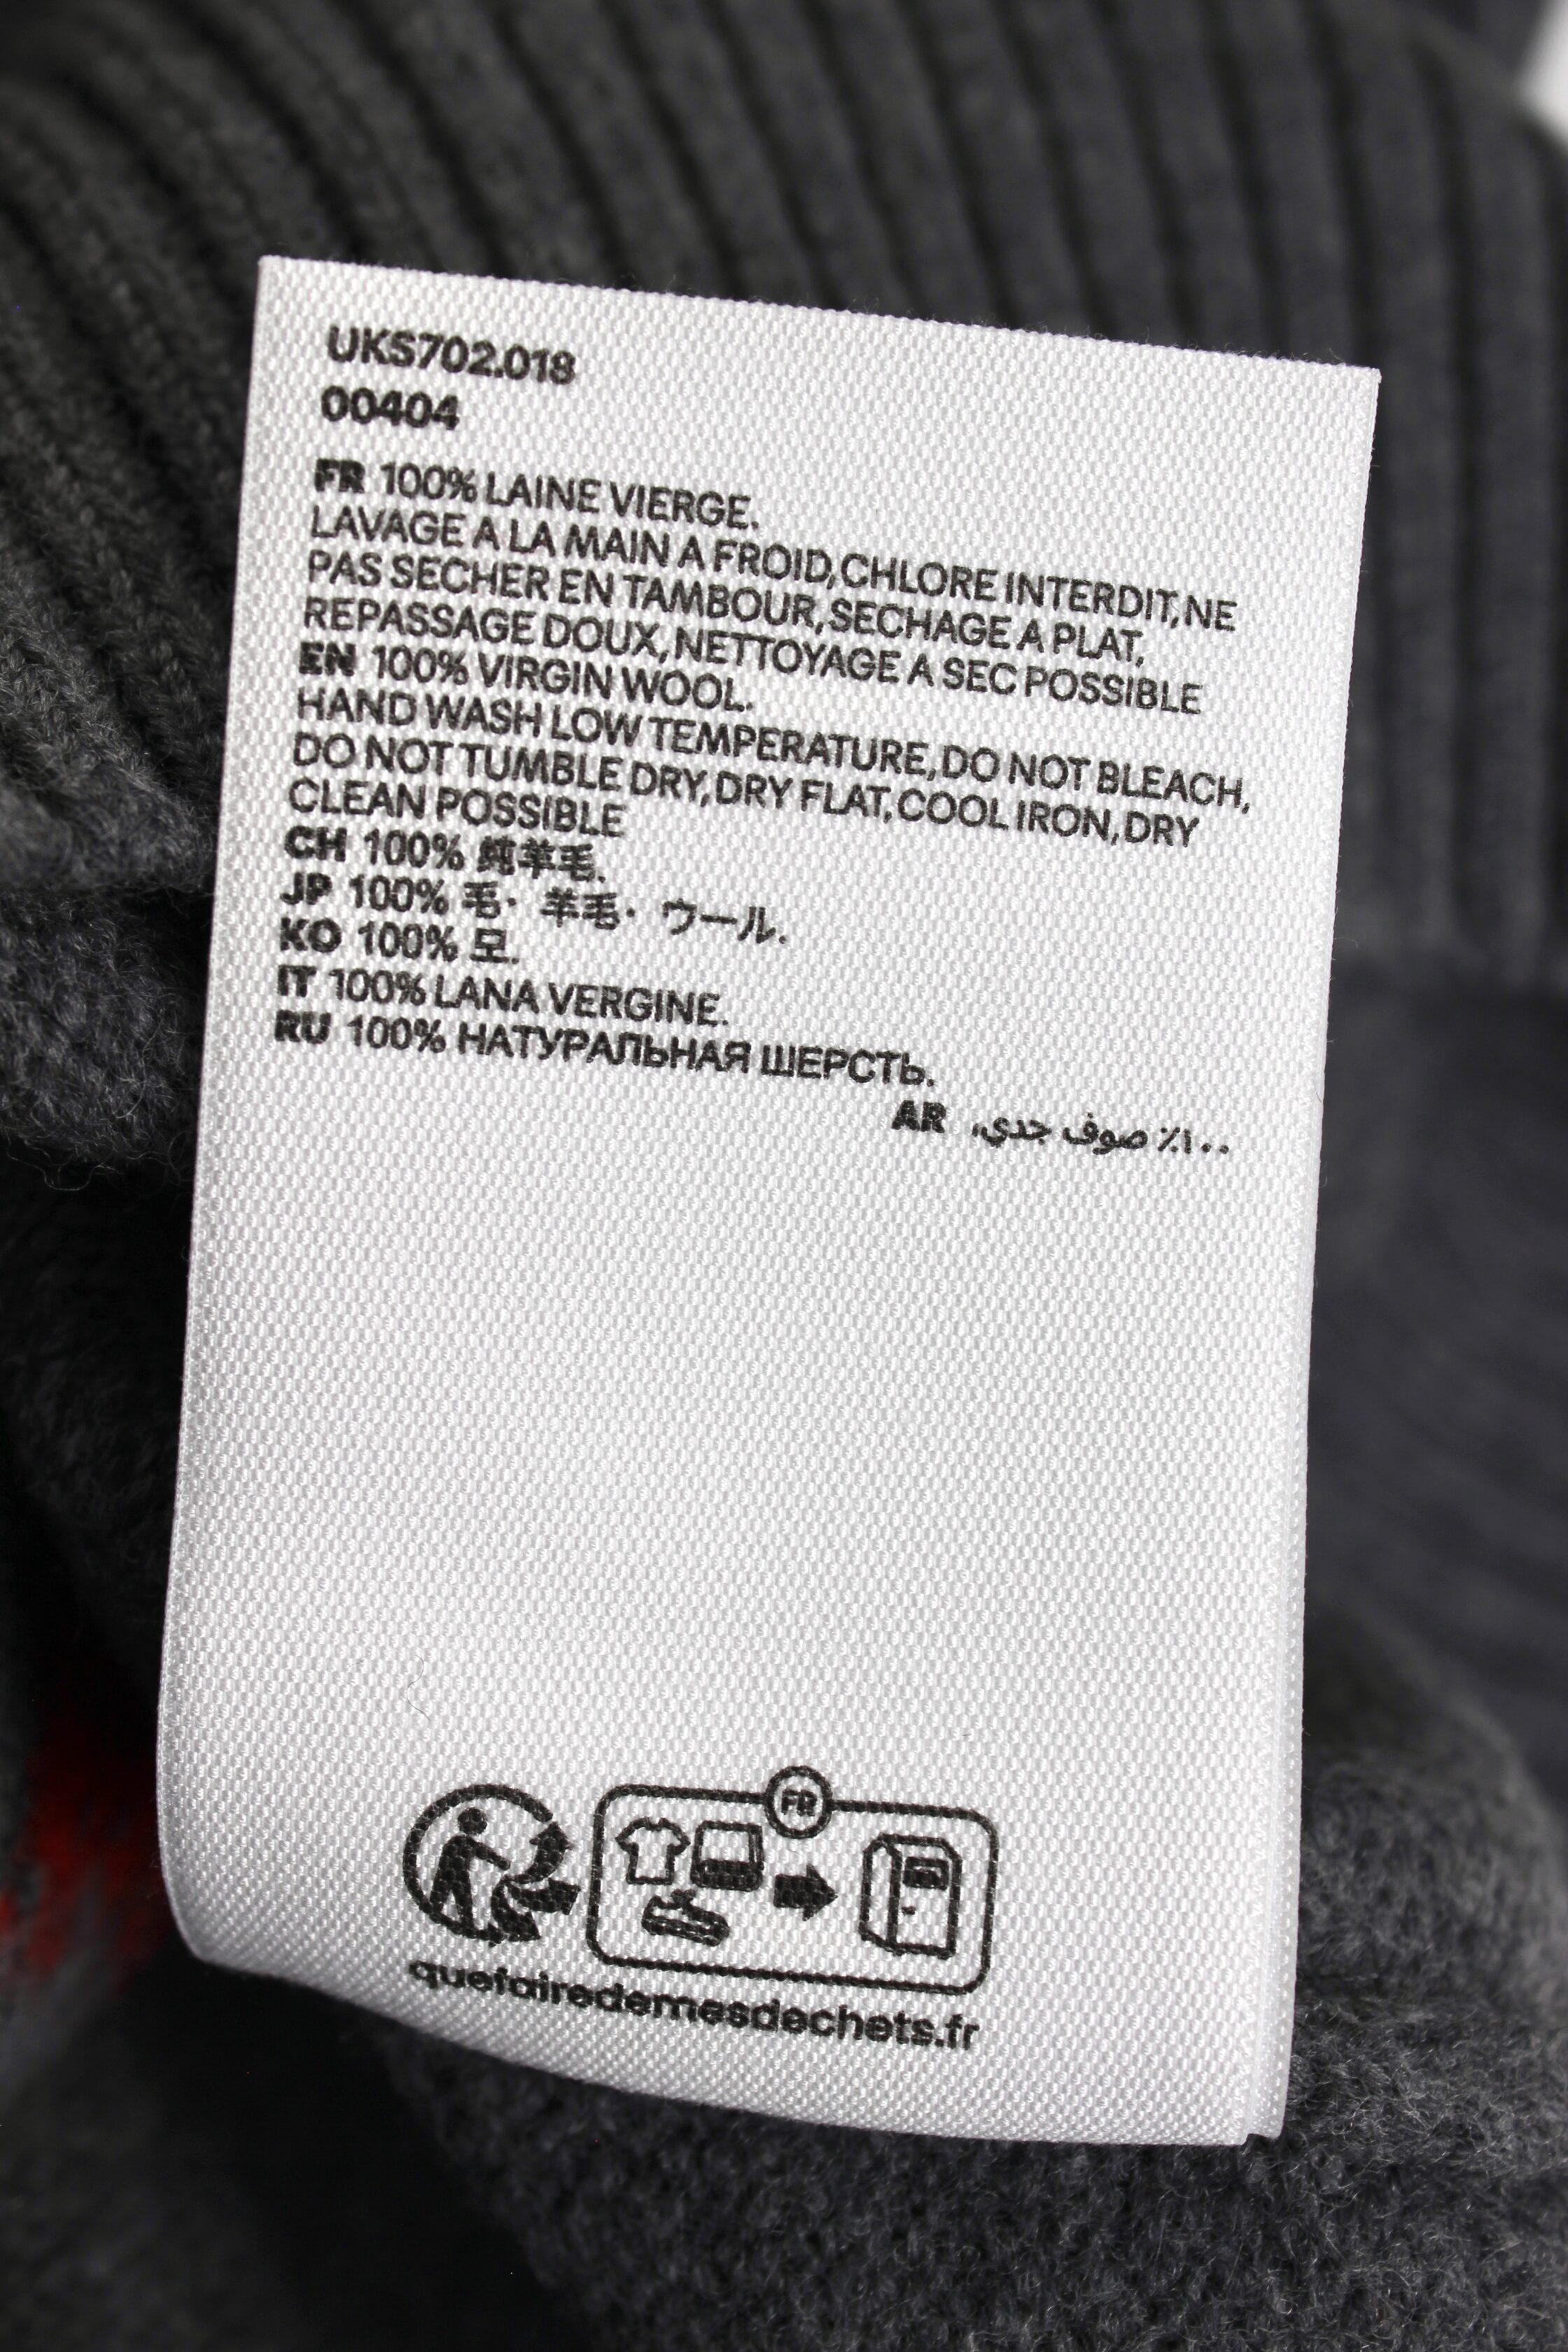 UKS702.018
00404
FR 100% LAINE VIERGE.
LAVAGE A LA MAIN A FROID,CHLORE INTERDIT,NE
PAS SECHER EN TAMBOUR,SECHAGE A PLAT,
REPASSAGE DOUX,NETTOYAGE A SEC POSSIBLE
EN 100% VIRGIN WOOL.
HAND WASH LOW TEMPERATURE,DO NOT BLEACH,
DO NOT TUMBLE DRY,DRY FLAT,COOL IRON,DRY
CLEAN POSSIBLE
CH 100% 纯羊毛.
JP 100% 毛· 羊毛· ウール.
KO 100% 모.
IT 100% LANA VERGINE.
RU 100% НАТУРАЛЬНАЯ ШЕРСТЬ.
AR ١٠٠٪ صوف جدي.
FR
quefairedemesdechets.fr